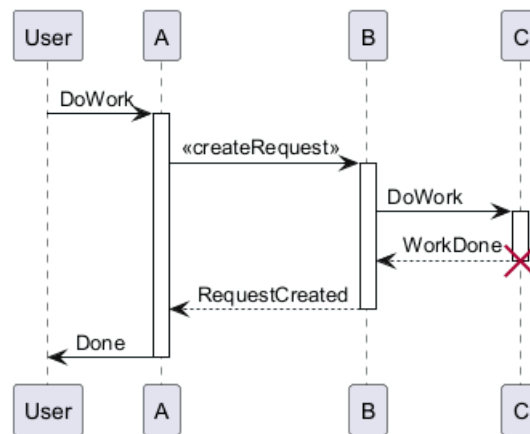 User A B C
DoWork
«createRequest»
DoWork
WorkDone
RequestCreated
Done
User A B C